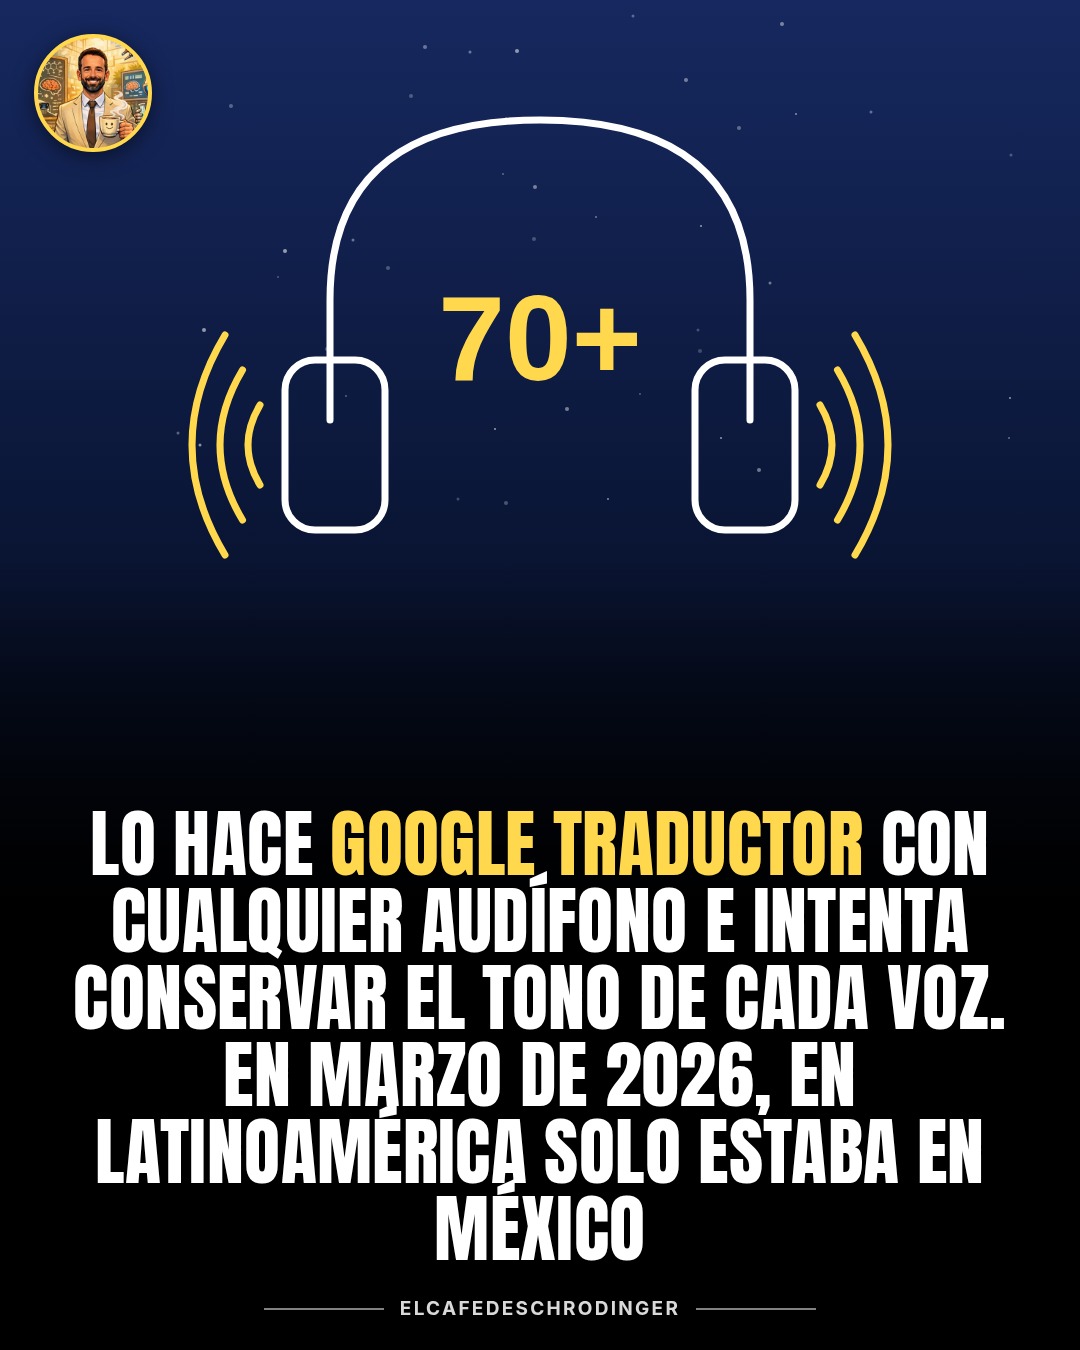 70+
LO HACE GOOGLE TRADUCTOR CON
CUALQUIER AUDÍFONO E INTENTA
CONSERVAR EL TONO DE CADA VOZ.
EN MARZO DE 2026, EN
LATINOAMÉRICA SOLO ESTABA EN
MÉXICO
ELCAFEDESCHRODINGER